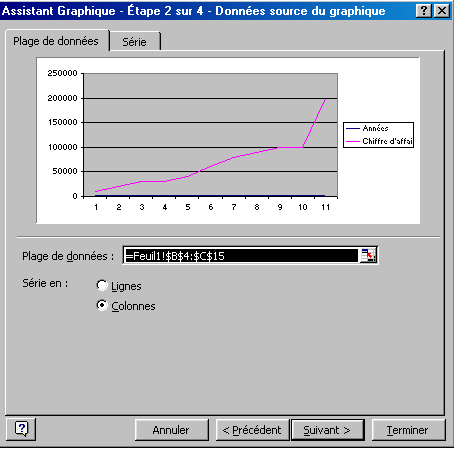 Assistant Graphique - Étape 2 sur 4 - Données source du graphique
Plage de données
Série
250000
200000
150000
100000
50000
0
1 2 3 4 5 6 7 8 9 10 11
Années
Chiffre d'affai
Plage de données :
=Feuil1!$B$4:$C$15
Série en :
Lignes
Colonnes
Annuler
< Précédent
Suivant >
Terminer